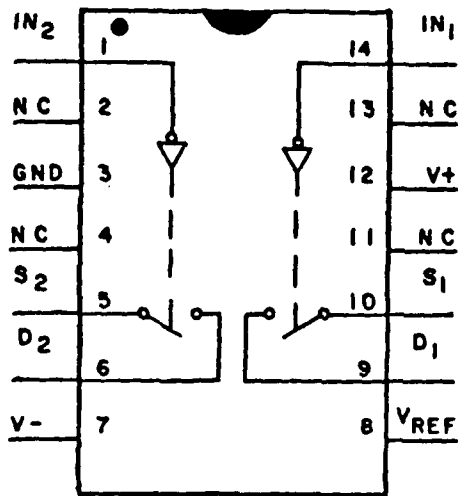 IN2 IN1
1 14
NC 2 13 NC
GND 3 12 V+
NC 4 11 NC
S2 S1
5 10
D2 D1
6 9
V- 7 8 VREF